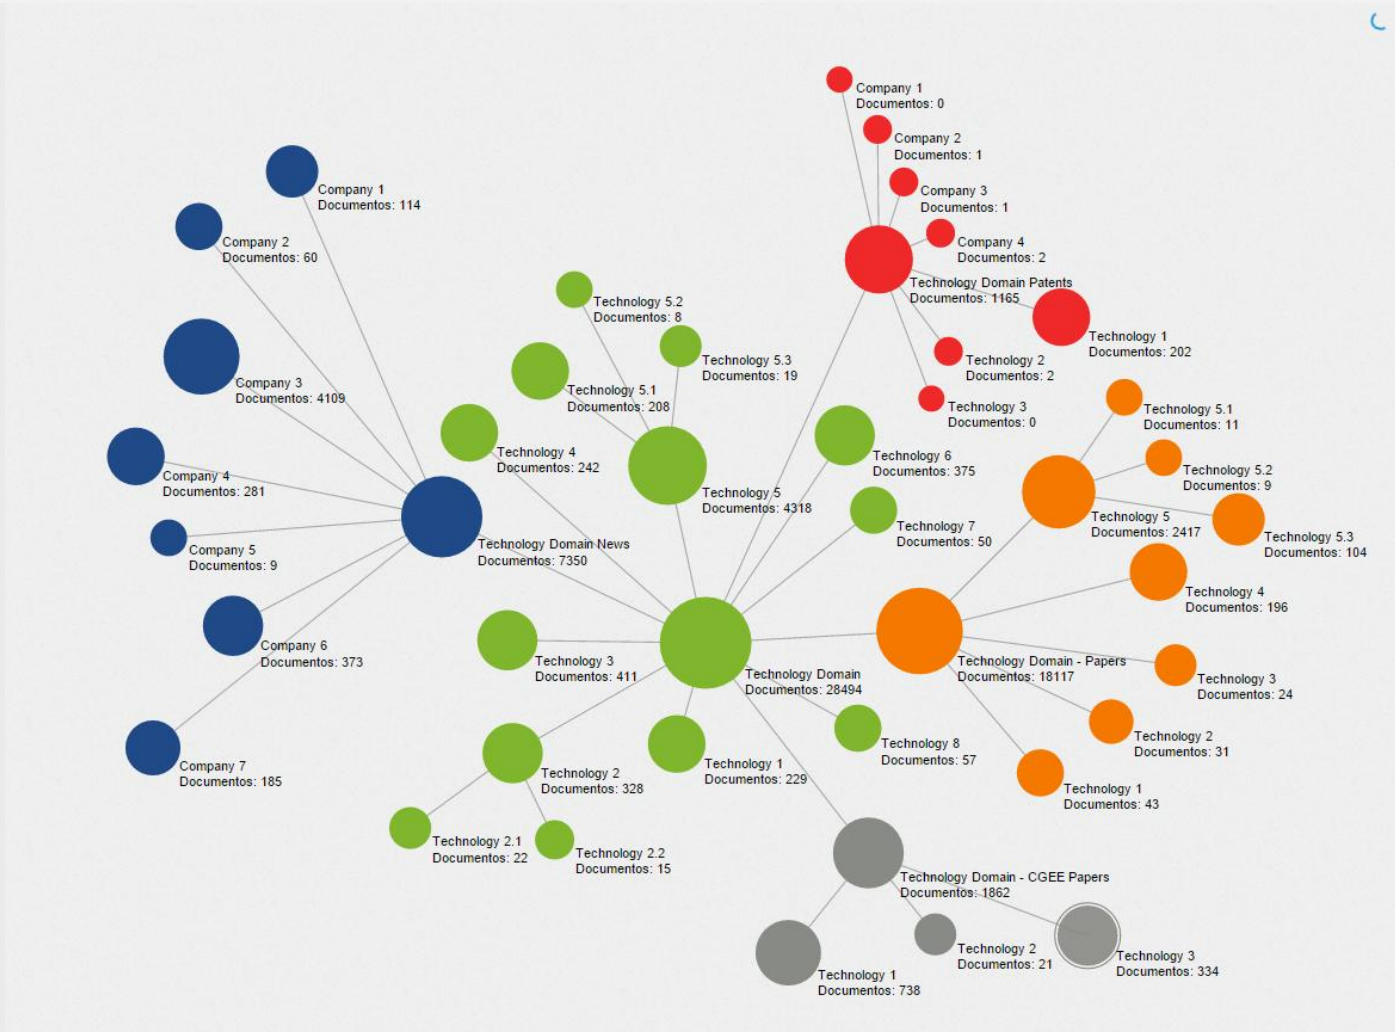 Company 1
Documentos: 0
Company 2
Documentos: 1
Company 3
Documentos: 1
Company 4
Documentos: 2
Technology Domain Patents
Documentos: 1165
Technology 1
Documentos: 202
Technology 2
Documentos: 2
Technology 3
Documentos: 0
Company 1
Documentos: 114
Company 2
Documentos: 60
Company 3
Documentos: 4109
Company 4
Documentos: 281
Company 5
Documentos: 9
Company 6
Documentos: 373
Company 7
Documentos: 185
Technology Domain News
Documentos: 7350
Technology 5.2
Documentos: 8
Technology 5.3
Documentos: 19
Technology 5.1
Documentos: 208
Technology 4
Documentos: 242
Technology 5
Documentos: 4318
Technology 6
Documentos: 375
Technology 7
Documentos: 50
Technology 3
Documentos: 411
Technology Domain
Documentos: 28494
Technology 2
Documentos: 328
Technology 1
Documentos: 229
Technology 8
Documentos: 57
Technology 2.1
Documentos: 22
Technology 2.2
Documentos: 15
Technology 5.1
Documentos: 11
Technology 5.2
Documentos: 9
Technology 5
Documentos: 2417
Technology 5.3
Documentos: 104
Technology 4
Documentos: 196
Technology Domain - Papers
Documentos: 18117
Technology 3
Documentos: 24
Technology 2
Documentos: 31
Technology 1
Documentos: 43
Technology Domain - CGEE Papers
Documentos: 1862
Technology 1
Documentos: 738
Technology 2
Documentos: 21
Technology 3
Documentos: 334